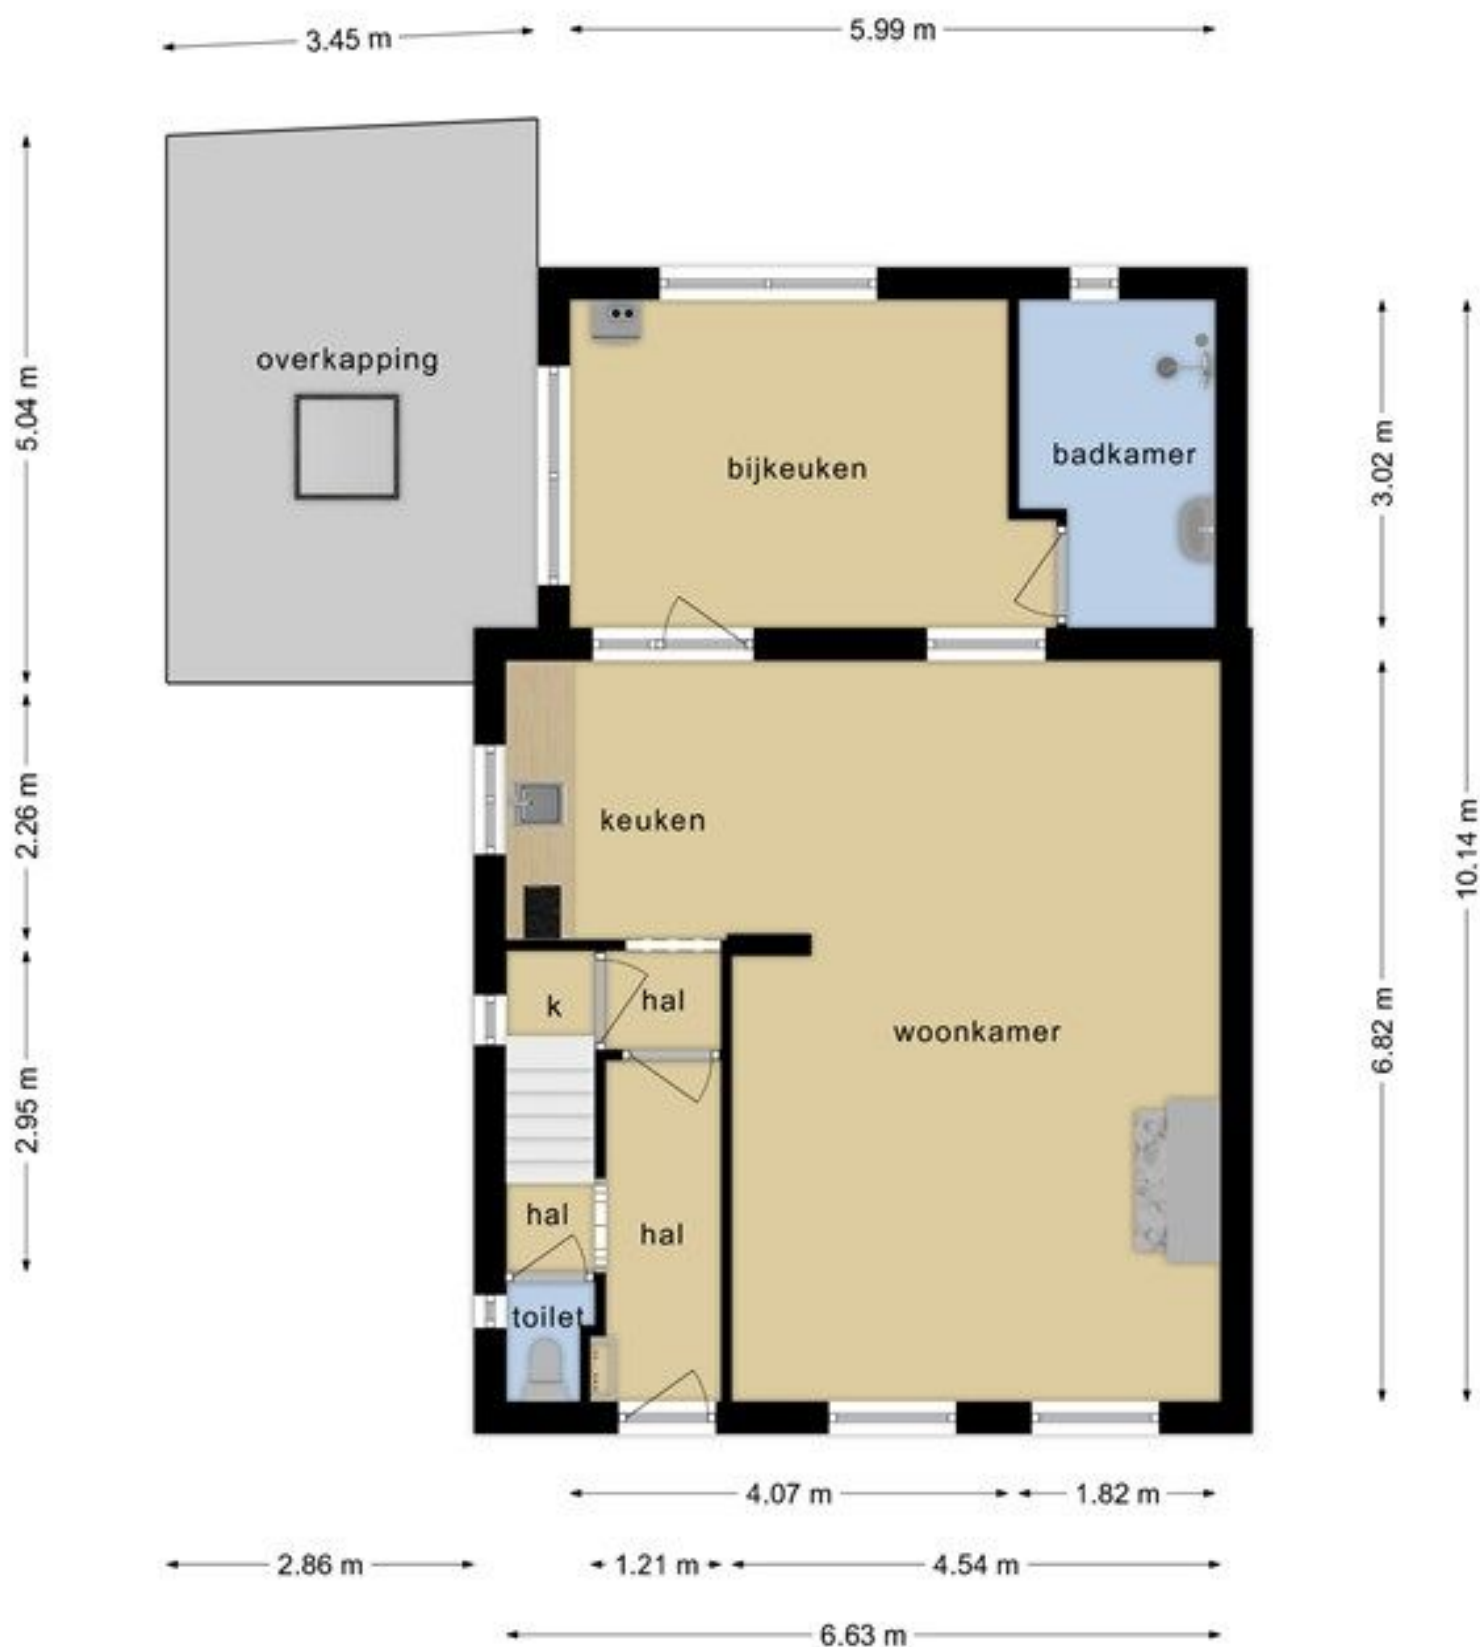 3.45 m
5.99 m
overkapping
5.04 m
bijkeuken
badkamer
3.02 m
2.26 m
keuken
10.14 m
k
hal
woonkamer
6.82 m
2.95 m
hal
hal
toilet
4.07 m
1.82 m
2.86 m
1.21 m
4.54 m
6.63 m